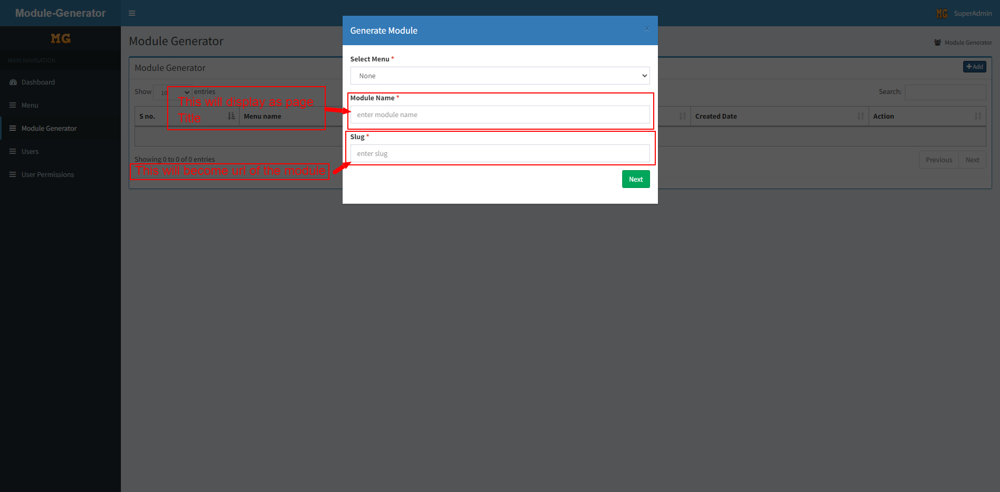 Module-Generator
SuperAdmin
MG
MAIN NAVIGATION
Dashboard
Menu
Module Generator
Users
User Permissions
Module Generator
Module Generator
Module Generator
+ Add
Show 10 entries
Search:
S no.
Menu name
Created Date
Action
Showing 0 to 0 of 0 entries
Previous
Next
Generate Module
×
Select Menu *
None
Module Name *
enter module name
Slug *
enter slug
Next
This will display as page
Title
This will become url of the module
MG